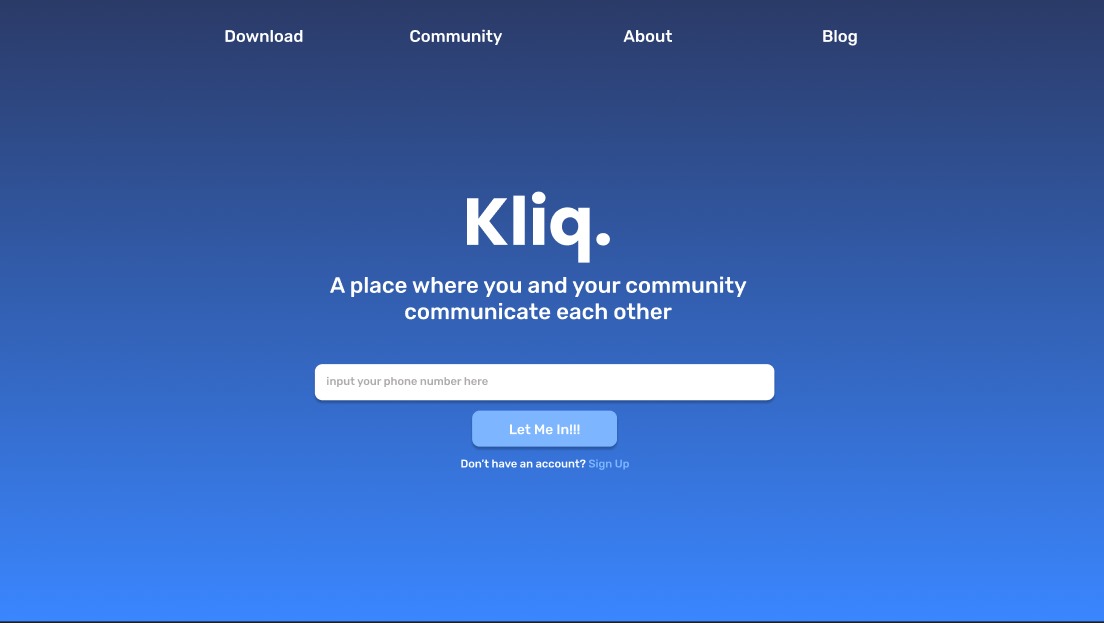 Download Community About Blog
Kliq.
A place where you and your community
communicate each other
input your phone number here
Let Me In!!!
Don't have an account? Sign Up